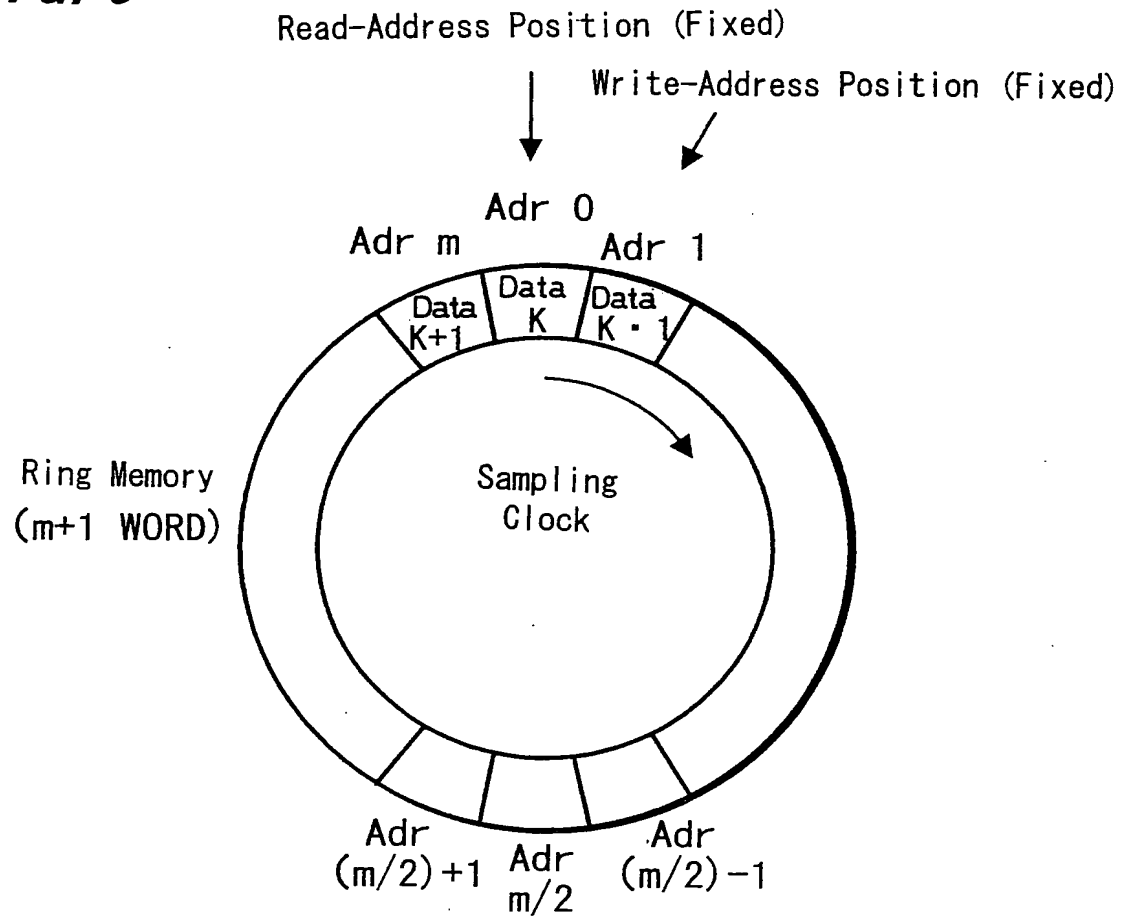 Read-Address Position (Fixed)
Write-Address Position (Fixed)
Adr 0
Adr m
Adr 1
Data
K+1
Data
K
Data
K・1
Ring Memory
(m+1 WORD)
Sampling
Clock
Adr
(m/2)+1
Adr
m/2
Adr
(m/2)-1